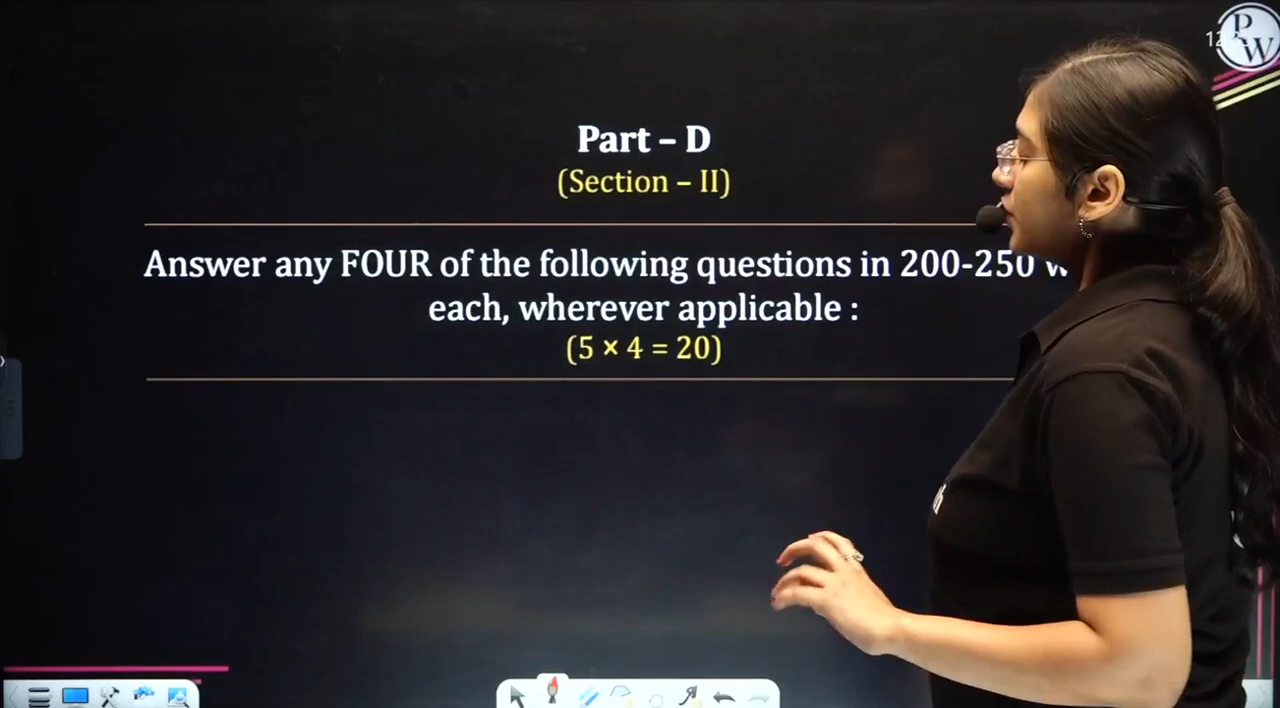 P
W
Part – D
(Section – II)
Answer any FOUR of the following questions in 200-250
each, wherever applicable :
(5 × 4 = 20)